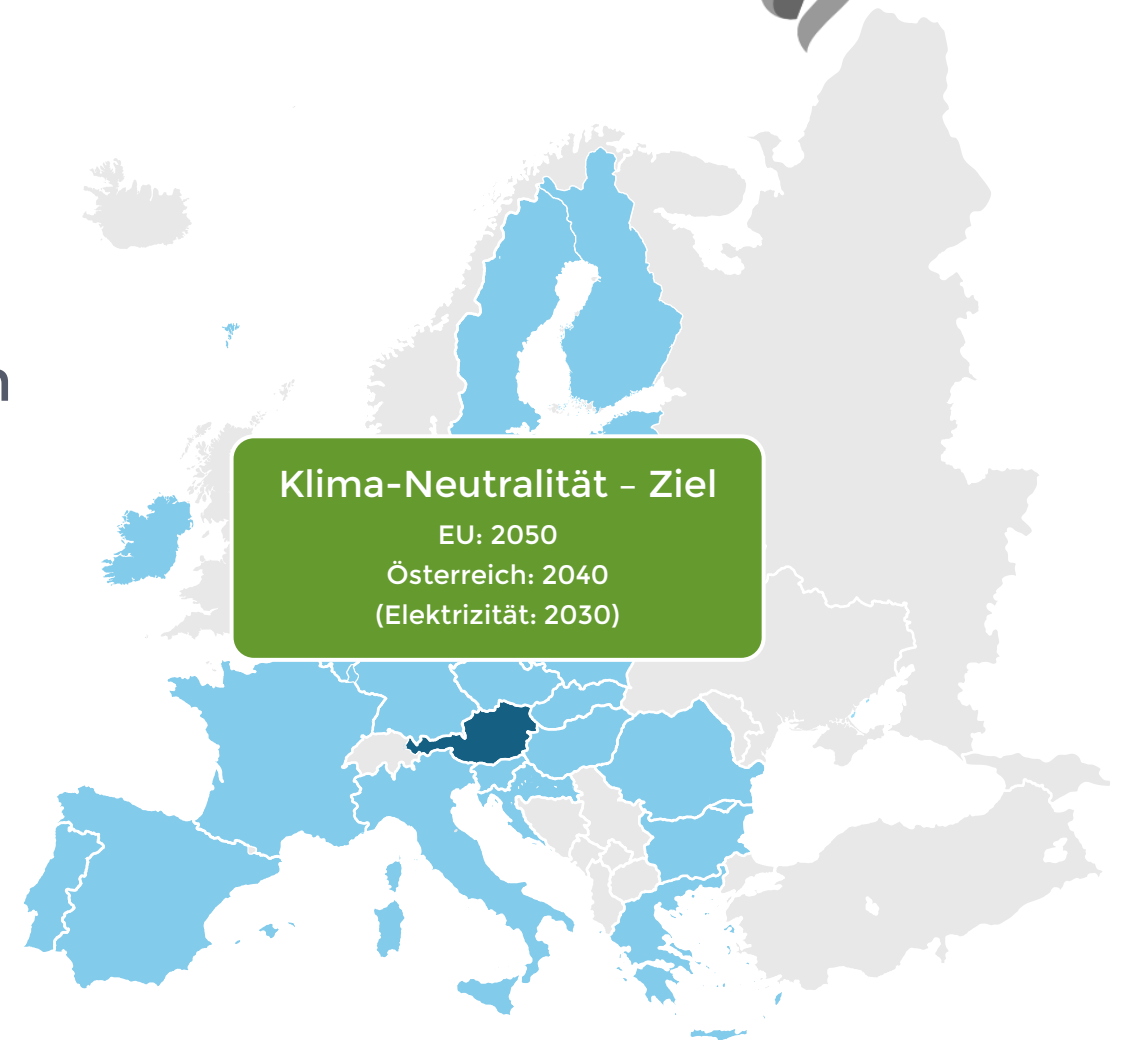 n
Klima-Neutralität – Ziel
EU: 2050
Österreich: 2040
(Elektrizität: 2030)